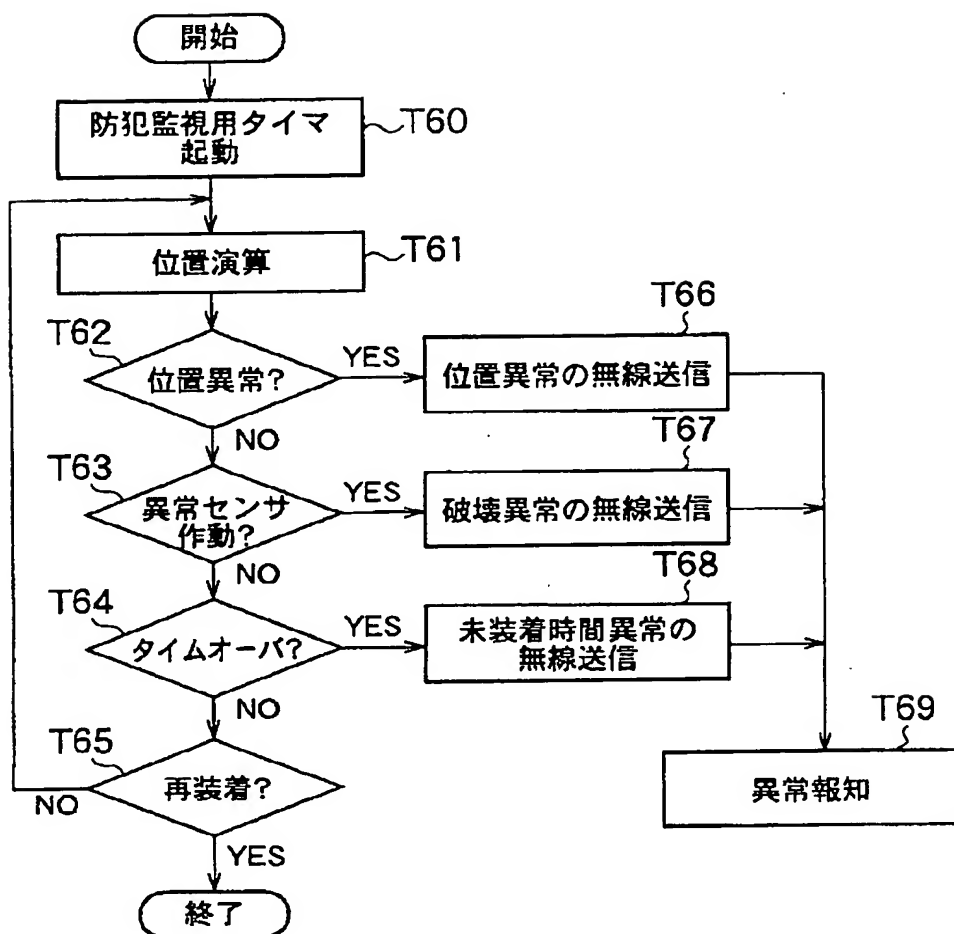 開始
防犯監視用タイマ
起動
T60
位置演算
T61
T62
位置異常?
YES
NO
T66
位置異常の無線送信
T63
異常センサ
作動?
YES
NO
T67
破壊異常の無線送信
T64
タイムオーバ?
YES
NO
T68
未装着時間異常の
無線送信
T65
再装着?
NO
YES
T69
異常報知
終了